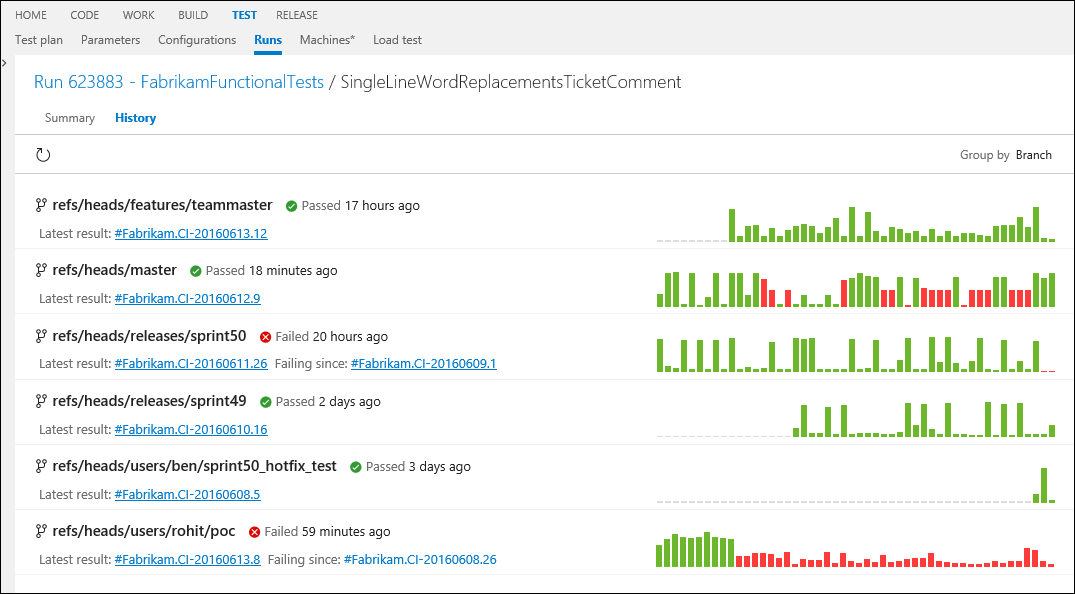 HOME CODE WORK BUILD TEST RELEASE
Test plan Parameters Configurations Runs Machines* Load test
Run 623883 - FabrikamFunctionalTests / SingleLineWordReplacementsTicketComment
Summary History
Group by Branch
refs/heads/features/teammaster Passed 17 hours ago
Latest result: #Fabrikam.CI-20160613.12
refs/heads/master Passed 18 minutes ago
Latest result: #Fabrikam.CI-20160612.9
refs/heads/releases/sprint50 Failed 20 hours ago
Latest result: #Fabrikam.CI-20160611.26 Failing since: #Fabrikam.CI-20160609.1
refs/heads/releases/sprint49 Passed 2 days ago
Latest result: #Fabrikam.CI-20160610.16
refs/heads/users/ben/sprint50_hotfix_test Passed 3 days ago
Latest result: #Fabrikam.CI-20160608.5
refs/heads/users/rohit/poc Failed 59 minutes ago
Latest result: #Fabrikam.CI-20160613.8 Failing since: #Fabrikam.CI-20160608.26